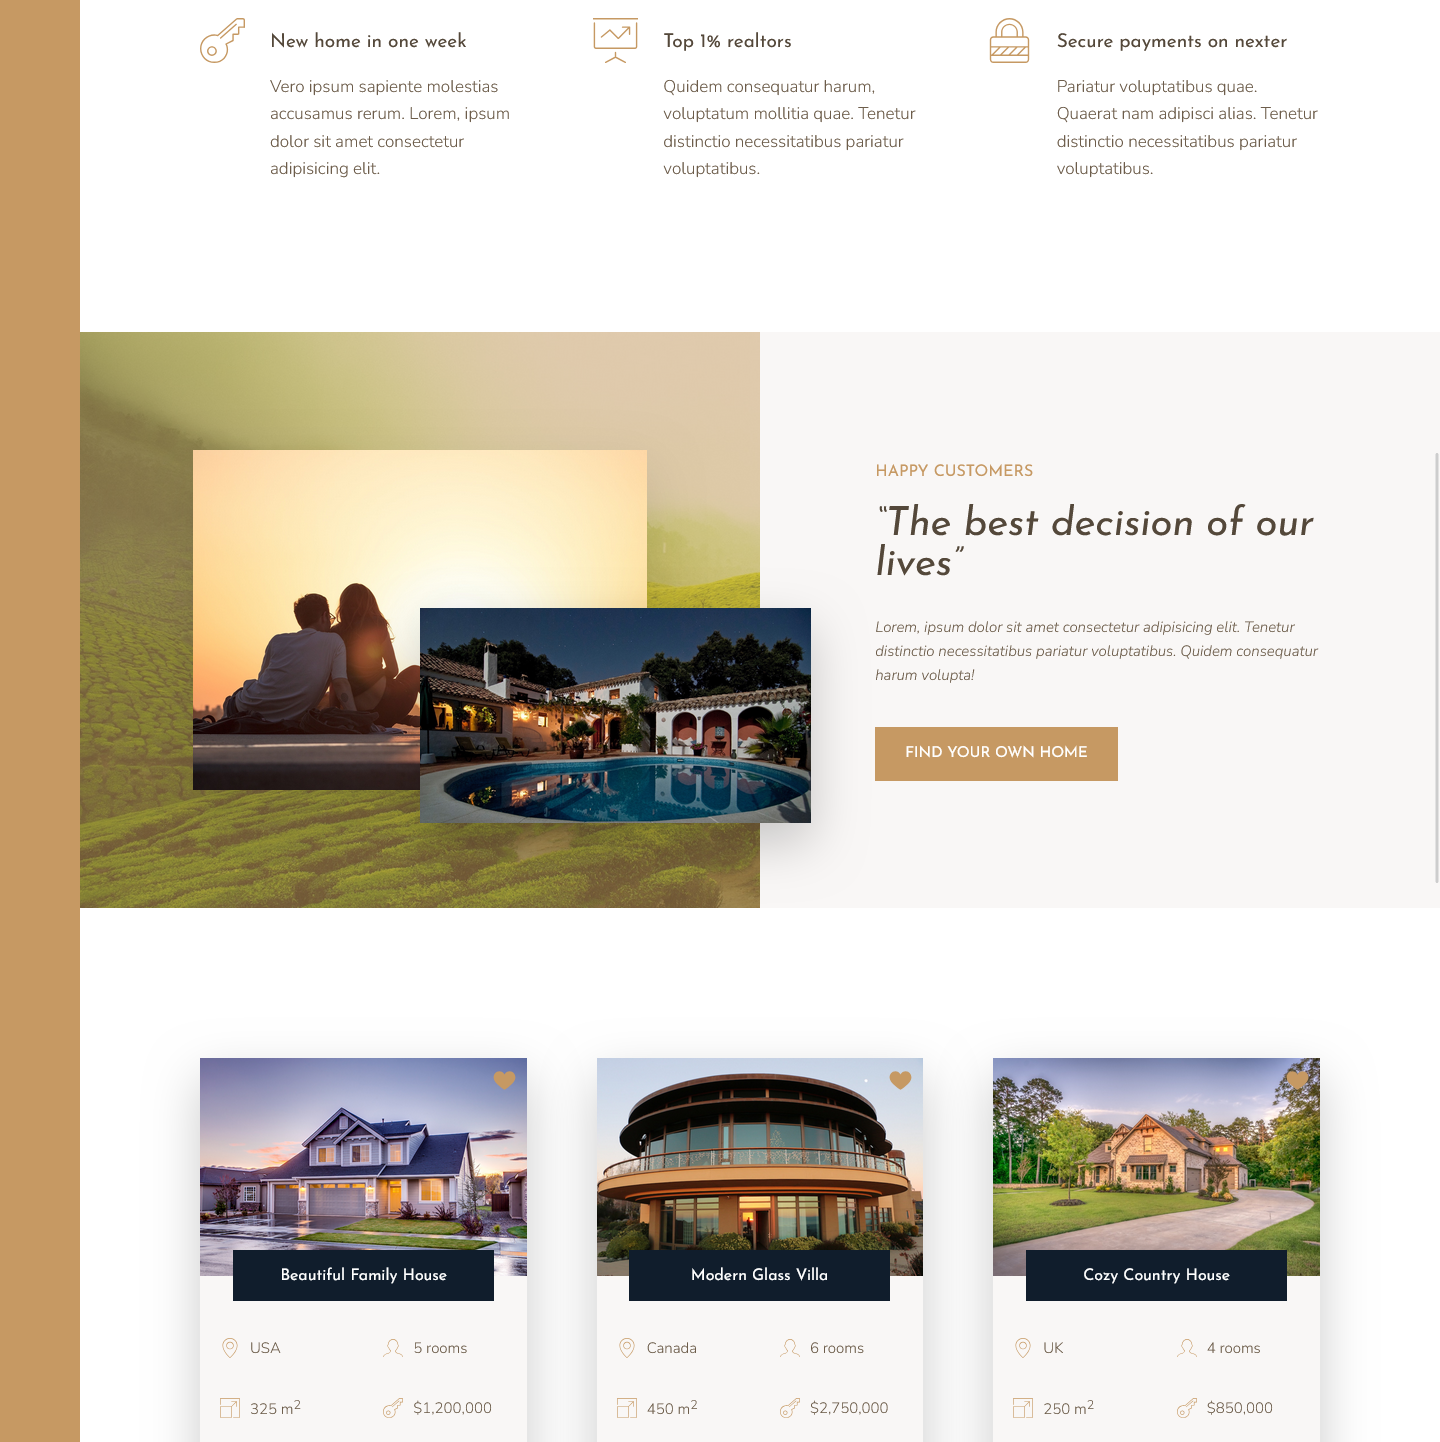 New home in one week
Vero ipsum sapiente molestias
accusamus rerum. Lorem, ipsum
dolor sit amet consectetur
adipisicing elit.
Top 1% realtors
Quidem consequatur harum,
voluptatum mollitia quae. Tenetur
distinctio necessitatibus pariatur
voluptatibus.
Secure payments on nexter
Pariatur voluptatibus quae.
Quaerat nam adipisci alias. Tenetur
distinctio necessitatibus pariatur
voluptatibus.
HAPPY CUSTOMERS
“The best decision of our
lives”
Lorem, ipsum dolor sit amet consectetur adipisicing elit. Tenetur
distinctio necessitatibus pariatur voluptatibus. Quidem consequatur
harum volupta!
FIND YOUR OWN HOME
Beautiful Family House
USA
5 rooms
325 m2
$1,200,000
Modern Glass Villa
Canada
6 rooms
450 m2
$2,750,000
Cozy Country House
UK
4 rooms
250 m2
$850,000